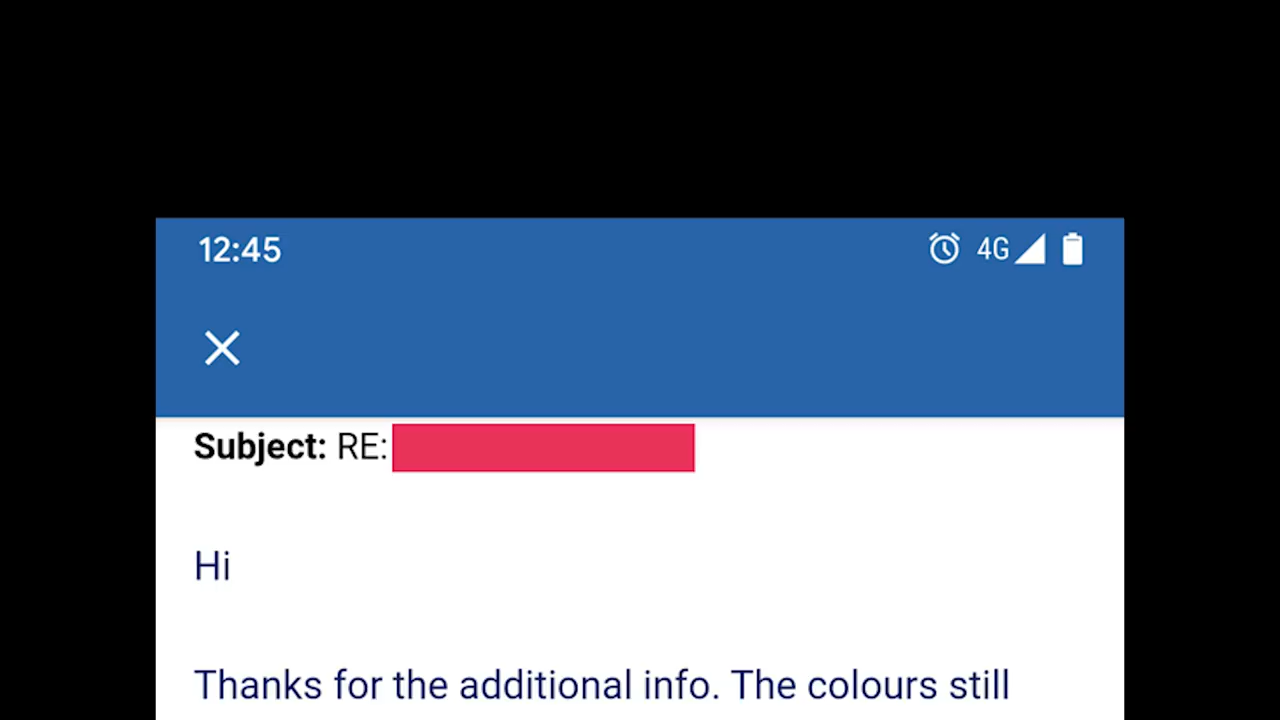 12:45 4G
Subject: RE:
Hi
Thanks for the additional info. The colours still